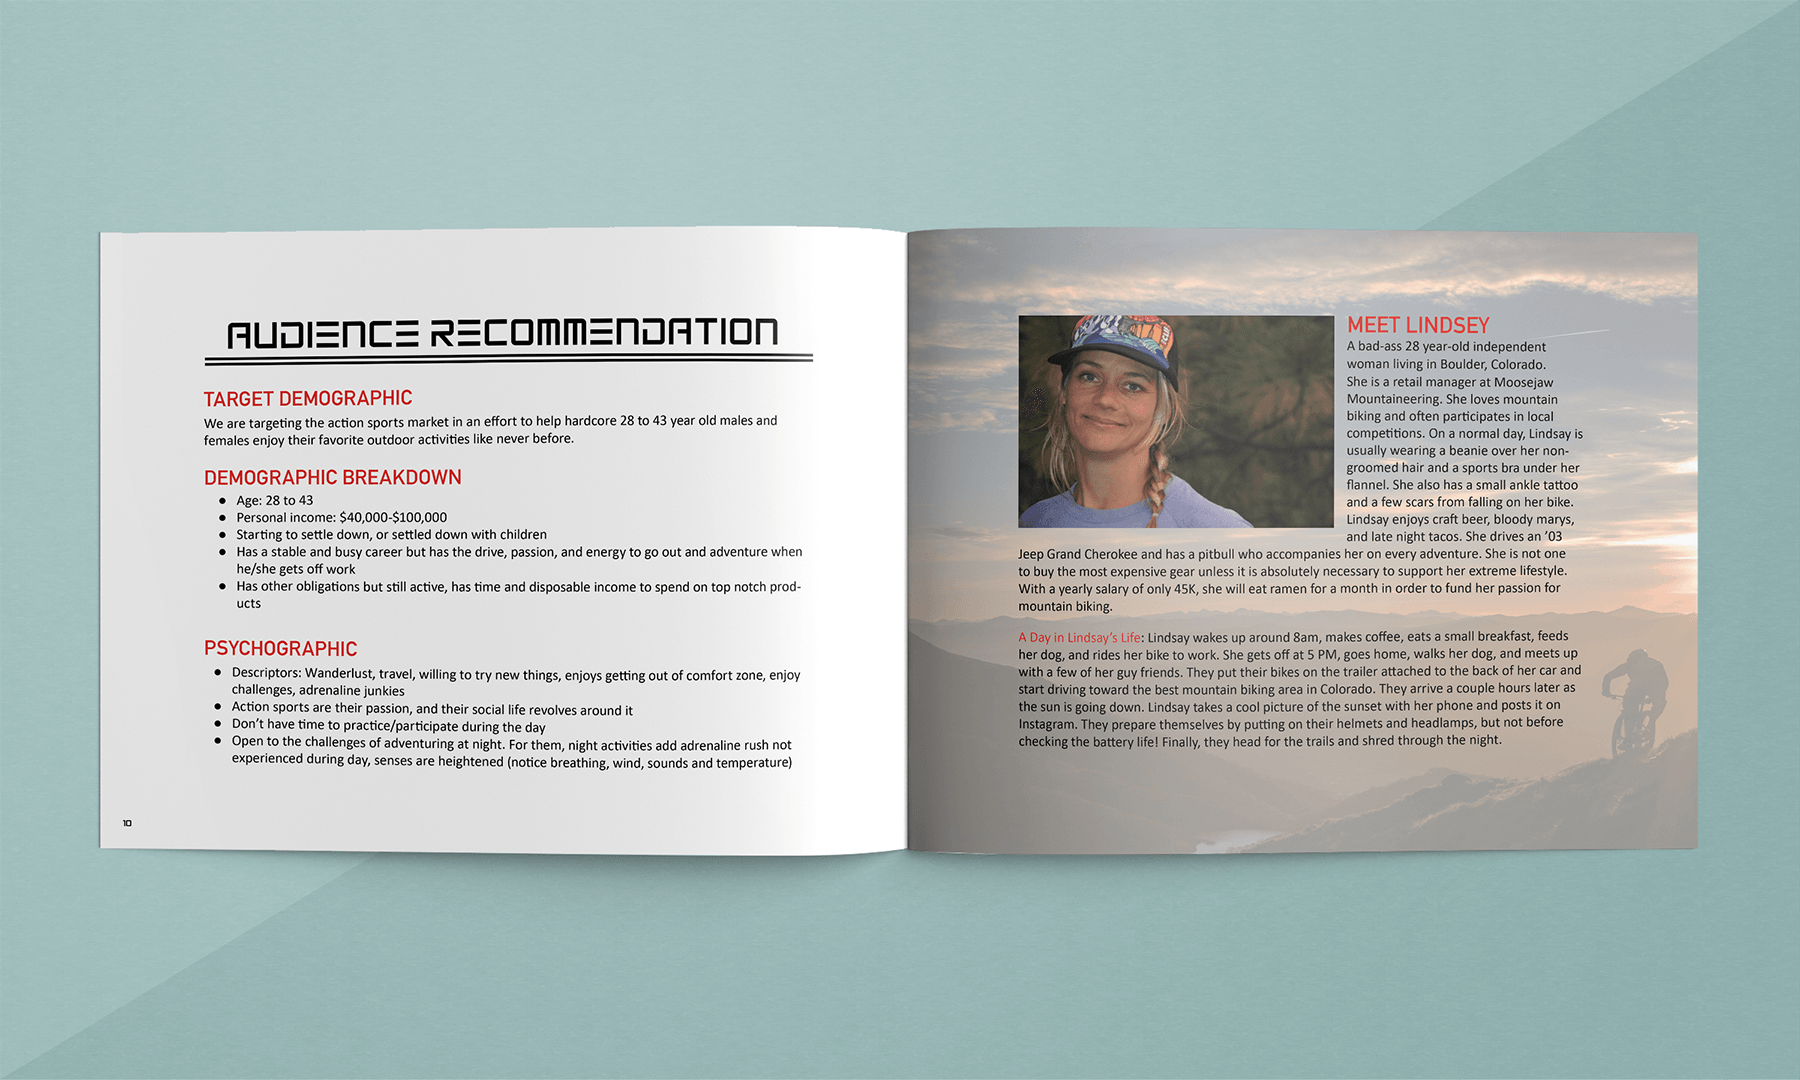 AUDIENCE RECOMMENDATION
TARGET DEMOGRAPHIC
We are targeting the action sports market in an effort to help hardcore 28 to 43 year old males and
females enjoy their favorite outdoor activities like never before.
DEMOGRAPHIC BREAKDOWN
● Age: 28 to 43
● Personal income: $40,000-$100,000
● Starting to settle down, or settled down with children
● Has a stable and busy career but has the drive, passion, and energy to go out and adventure when
he/she gets off work
● Has other obligations but still active, has time and disposable income to spend on top notch prod-
ucts
PSYCHOGRAPHIC
● Descriptors: Wanderlust, travel, willing to try new things, enjoys getting out of comfort zone, enjoy
challenges, adrenaline junkies
● Action sports are their passion, and their social life revolves around it
● Don't have time to practice/participate during the day
● Open to the challenges of adventuring at night. For them, night activities add adrenaline rush not
experienced during day, senses are heightened (notice breathing, wind, sounds and temperature)
10
MEET LINDSEY
A bad-ass 28 year-old independent
woman living in Boulder, Colorado.
She is a retail manager at Moosejaw
Mountaineering. She loves mountain
biking and often participates in local
competitions. On a normal day, Lindsay is
usually wearing a beanie over her non-
groomed hair and a sports bra under her
flannel. She also has a small ankle tattoo
and a few scars from falling on her bike.
Lindsay enjoys craft beer, bloody marys,
and late night tacos. She drives an '03
Jeep Grand Cherokee and has a pitbull who accompanies her on every adventure. She is not one
to buy the most expensive gear unless it is absolutely necessary to support her extreme lifestyle.
With a yearly salary of only 45K, she will eat ramen for a month in order to fund her passion for
mountain biking.
A Day in Lindsay's Life: Lindsay wakes up around 8am, makes coffee, eats a small breakfast, feeds
her dog, and rides her bike to work. She gets off at 5 PM, goes home, walks her dog, and meets up
with a few of her guy friends. They put their bikes on the trailer attached to the back of her car and
start driving toward the best mountain biking area in Colorado. They arrive a couple hours later as
the sun is going down. Lindsay takes a cool picture of the sunset with her phone and posts it on
Instagram. They prepare themselves by putting on their helmets and headlamps, but not before
checking the battery life! Finally, they head for the trails and shred through the night.